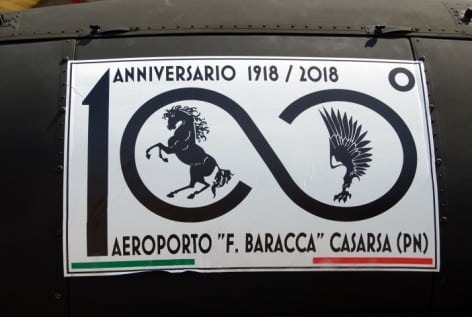 ANNIVERSARIO 1918 / 2018
100°
AEROPORTO "F. BARACCA" CASARSA (PN)